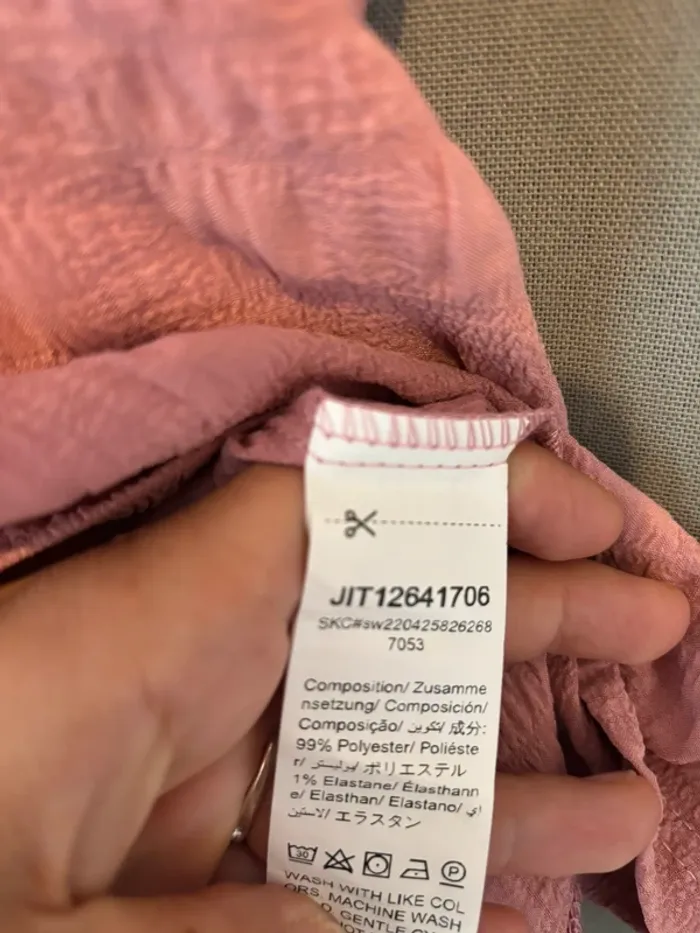 JIT12641706
SKC#sw220425826268
7053
Composition/ Zusamme
nsetzung/ Composición/
Composição/ تكوين/ 成分:
99% Polyester/ Poliéste
r/ بوليستر/ ポリエステル
1% Elastane/ Élasthann
e/ Elasthan/ Elastano/ إي
لاستين/ エラスタン
30 P
WASH WITH LIKE COL
ORS, MACHINE WASH
GENTLE